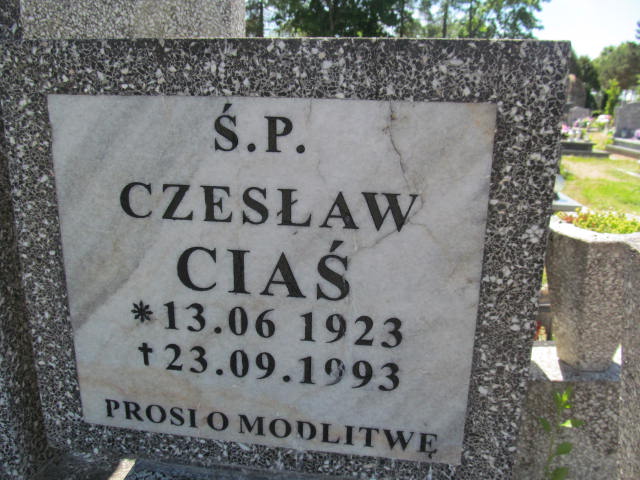 Ś.P.
CZESŁAW
CIAŚ
*13.06 1923
†23.09.1993
PROSI O MODLITWĘ